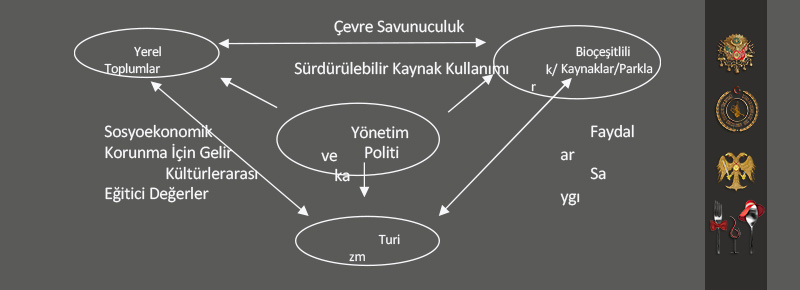 Çevre Savunuculuk
Yerel
Toplumlar
Bioçeşitlili
k/ Kaynaklar/Parkla
r
Sürdürülebilir Kaynak Kullanımı
Sosyoekonomik
Korunma İçin Gelir
Kültürlerarası
Eğitici Değerler
Yönetim
ve Politi
ka
Faydal
ar
Sa
ygı
Turi
zm